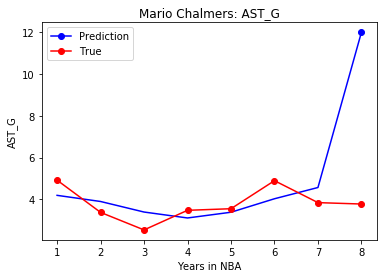 Mario Chalmers: AST_G
Prediction
True
12
10
8
6
4
AST_G
1 2 3 4 5 6 7 8
Years in NBA